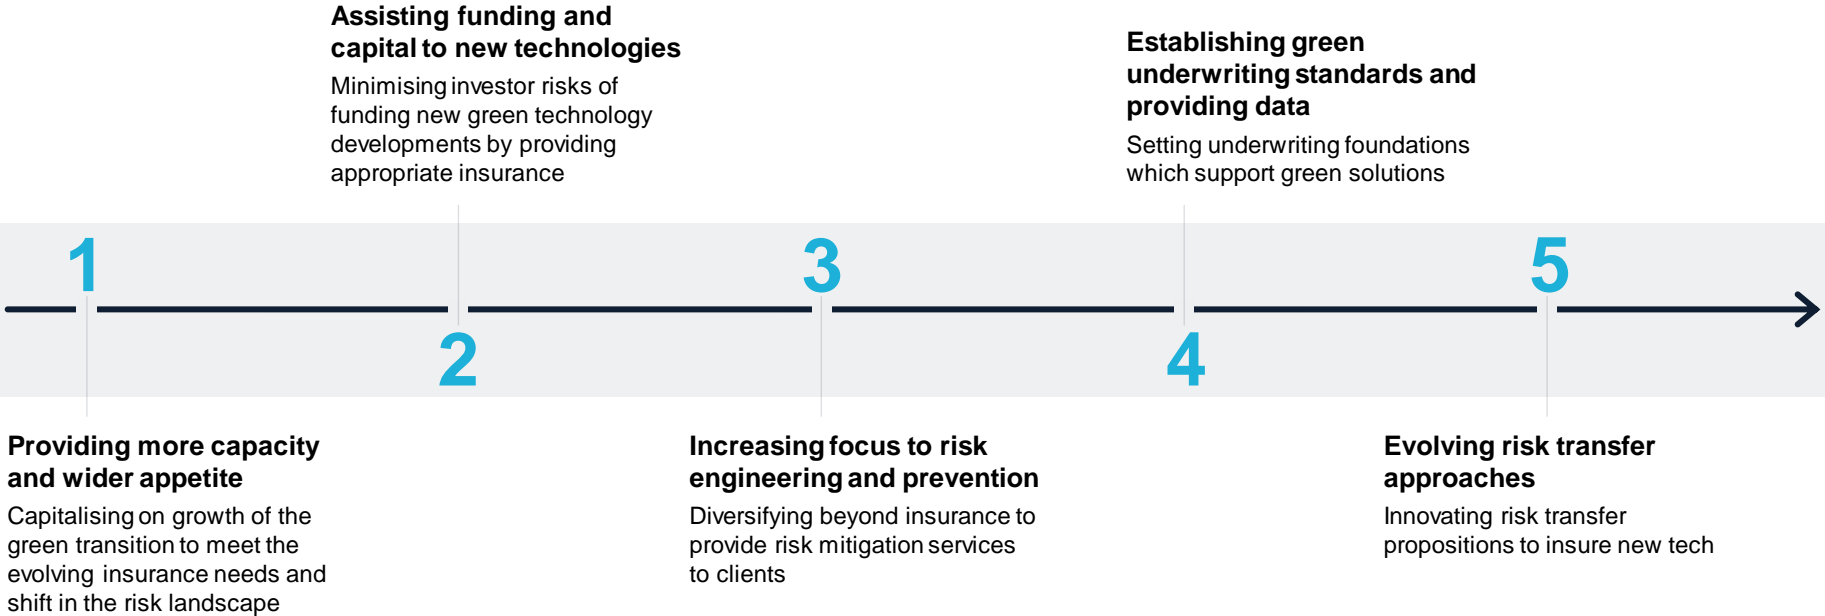 Assisting funding and
capital to new technologies
Minimising investor risks of
funding new green technology
developments by providing
appropriate insurance
Establishing green
underwriting standards and
providing data
Setting underwriting foundations
which support green solutions
1
2
3
4
5
Providing more capacity
and wider appetite
Capitalising on growth of the
green transition to meet the
evolving insurance needs and
shift in the risk landscape
Increasing focus to risk
engineering and prevention
Diversifying beyond insurance to
provide risk mitigation services
to clients
Evolving risk transfer
approaches
Innovating risk transfer
propositions to insure new tech